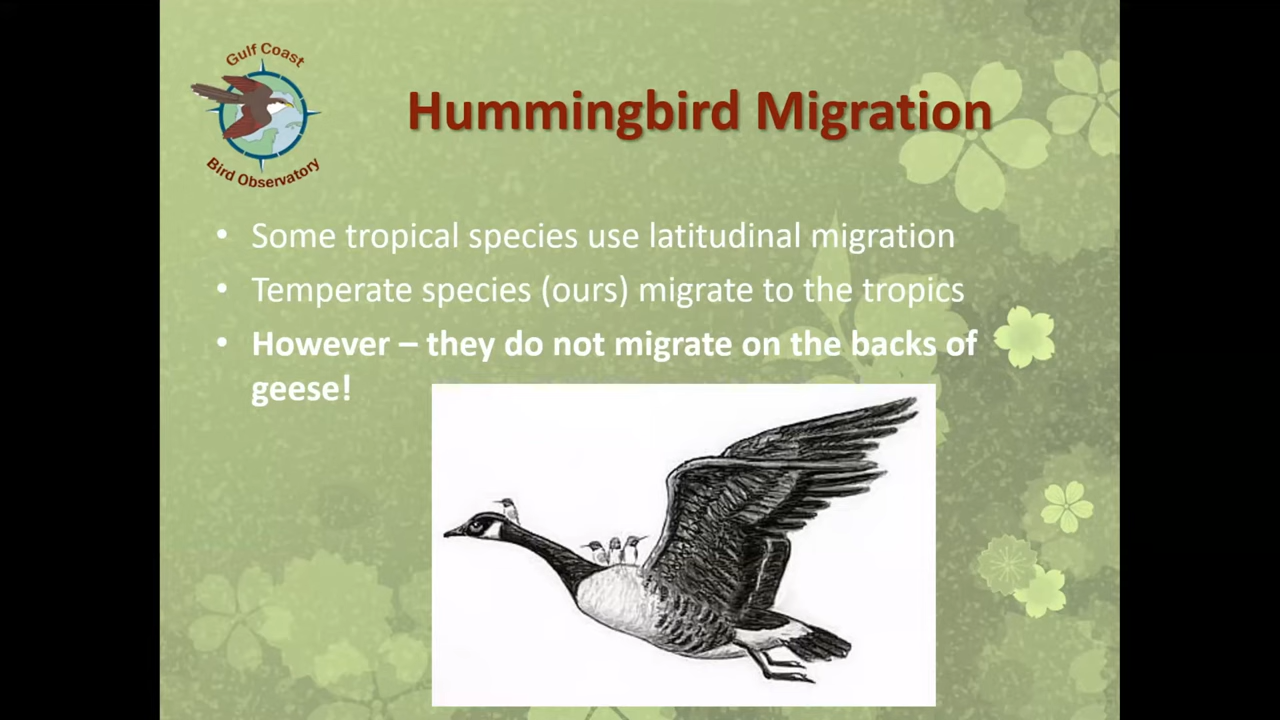 Gulf Coast
Bird Observatory
Hummingbird Migration
• Some tropical species use latitudinal migration
• Temperate species (ours) migrate to the tropics
• However – they do not migrate on the backs of
geese!